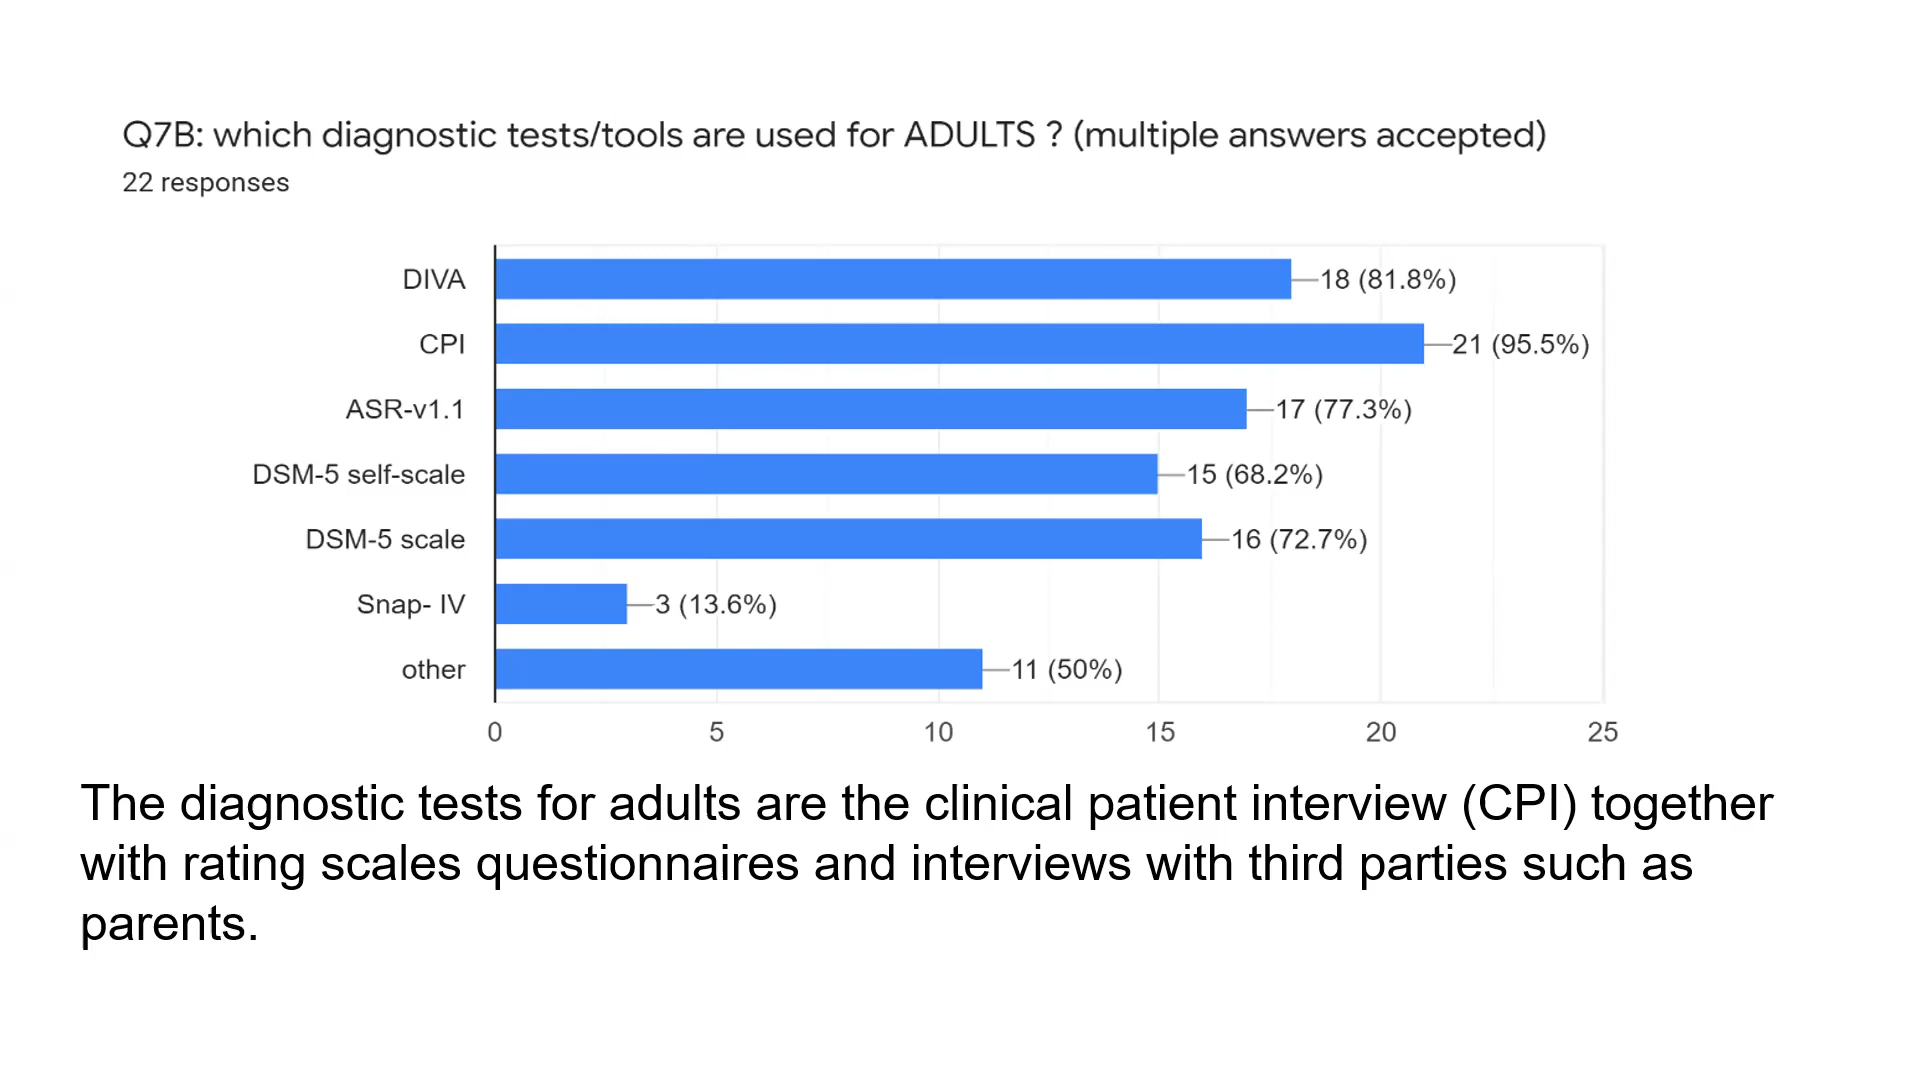 Q7B: which diagnostic tests/tools are used for ADULTS ? (multiple answers accepted)
22 responses
DIVA
18 (81.8%)
CPI
21 (95.5%)
ASR-v1.1
17 (77.3%)
DSM-5 self-scale
15 (68.2%)
DSM-5 scale
16 (72.7%)
Snap- IV
3 (13.6%)
other
11 (50%)
0 5 10 15 20 25
The diagnostic tests for adults are the clinical patient interview (CPI) together
with rating scales questionnaires and interviews with third parties such as
parents.